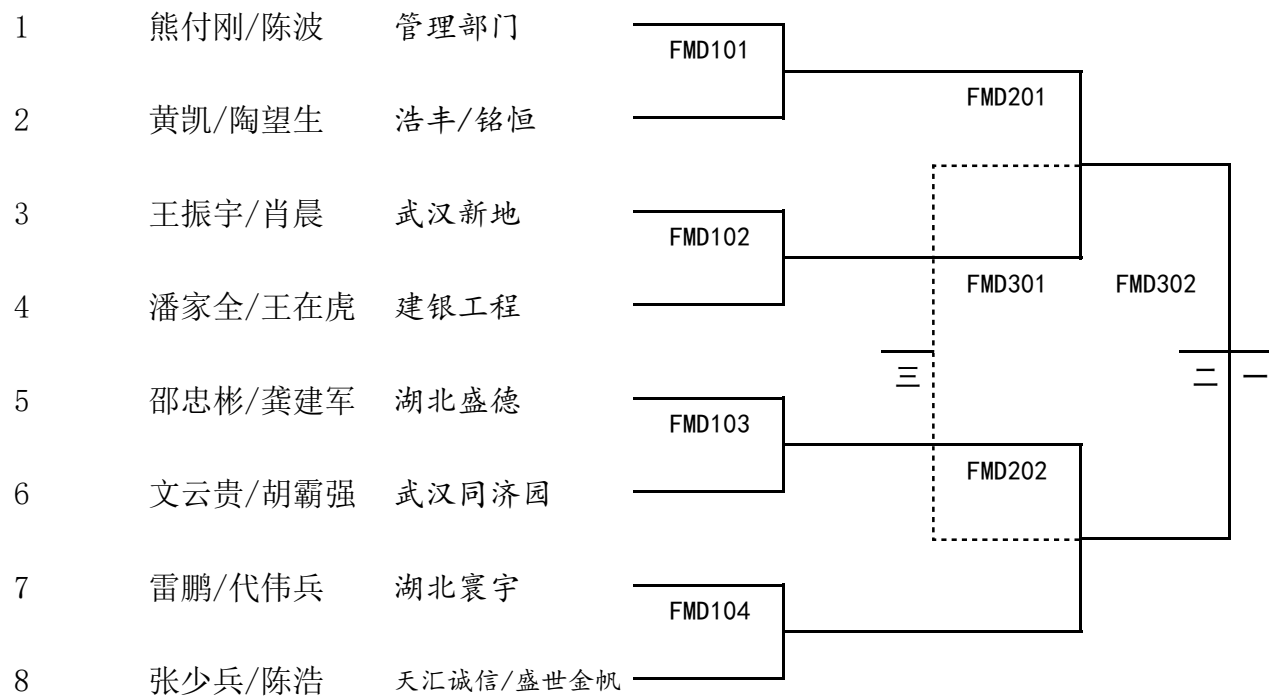 1 熊付刚/陈波 管理部门
FMD101
FMD201
2 黄凯/陶望生 浩丰/铭恒
3 王振宇/肖晨 武汉新地
FMD102
FMD301 FMD302
4 潘家全/王在虎 建银工程
三 二 一
5 邵忠彬/龚建军 湖北盛德
FMD103
FMD202
6 文云贵/胡霸强 武汉同济园
7 雷鹏/代伟兵 湖北寰宇
FMD104
8 张少兵/陈浩 天汇诚信/盛世金帆